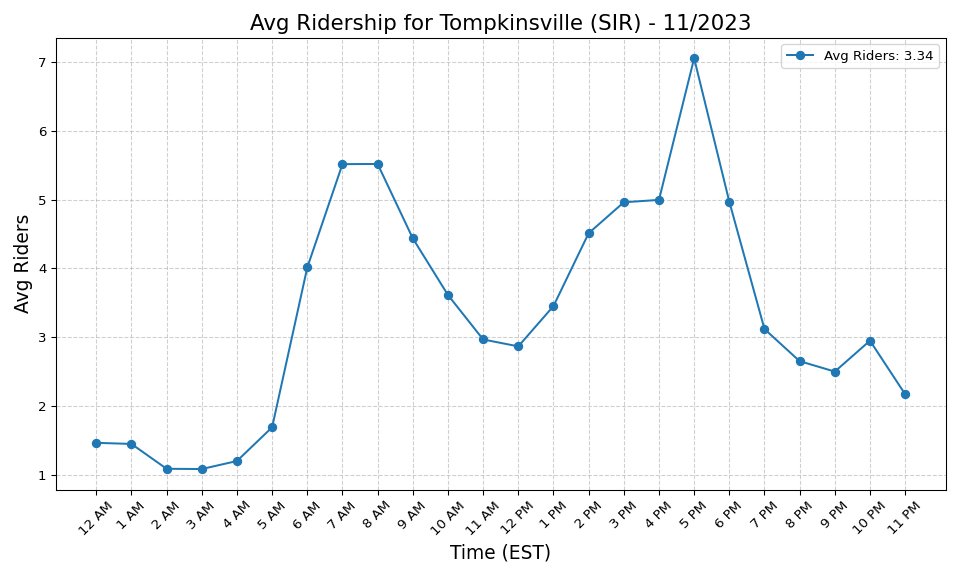 Avg Ridership for Tompkinsville (SIR) - 11/2023
Avg Riders: 3.34
Avg Riders
7
6
5
4
3
2
1
12 AM
1 AM
2 AM
3 AM
4 AM
5 AM
6 AM
7 AM
8 AM
9 AM
10 AM
11 AM
12 PM
1 PM
2 PM
3 PM
4 PM
5 PM
6 PM
7 PM
8 PM
9 PM
10 PM
11 PM
Time (EST)